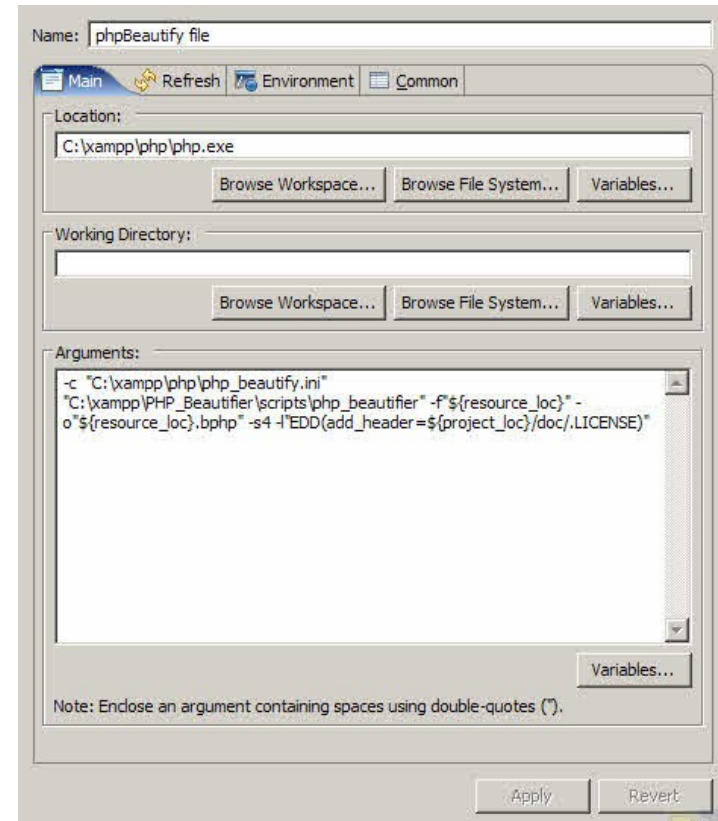 Name: phpBeautify file
Main Refresh Environment Common
Location:
C:\xampp\php\php.exe
Browse Workspace... Browse File System... Variables...
Working Directory:
Browse Workspace... Browse File System... Variables...
Arguments:
-c "C:\xampp\php\php_beautify.ini"
"C:\xampp\PHP_Beautifier\scripts\php_beautifier" -f"${resource_loc}" -
o"${resource_loc}.bphp" -s4 -l"EDD(add_header=${project_loc}/doc/.LICENSE)"
Variables...
Note: Enclose an argument containing spaces using double-quotes (").
Apply Revert